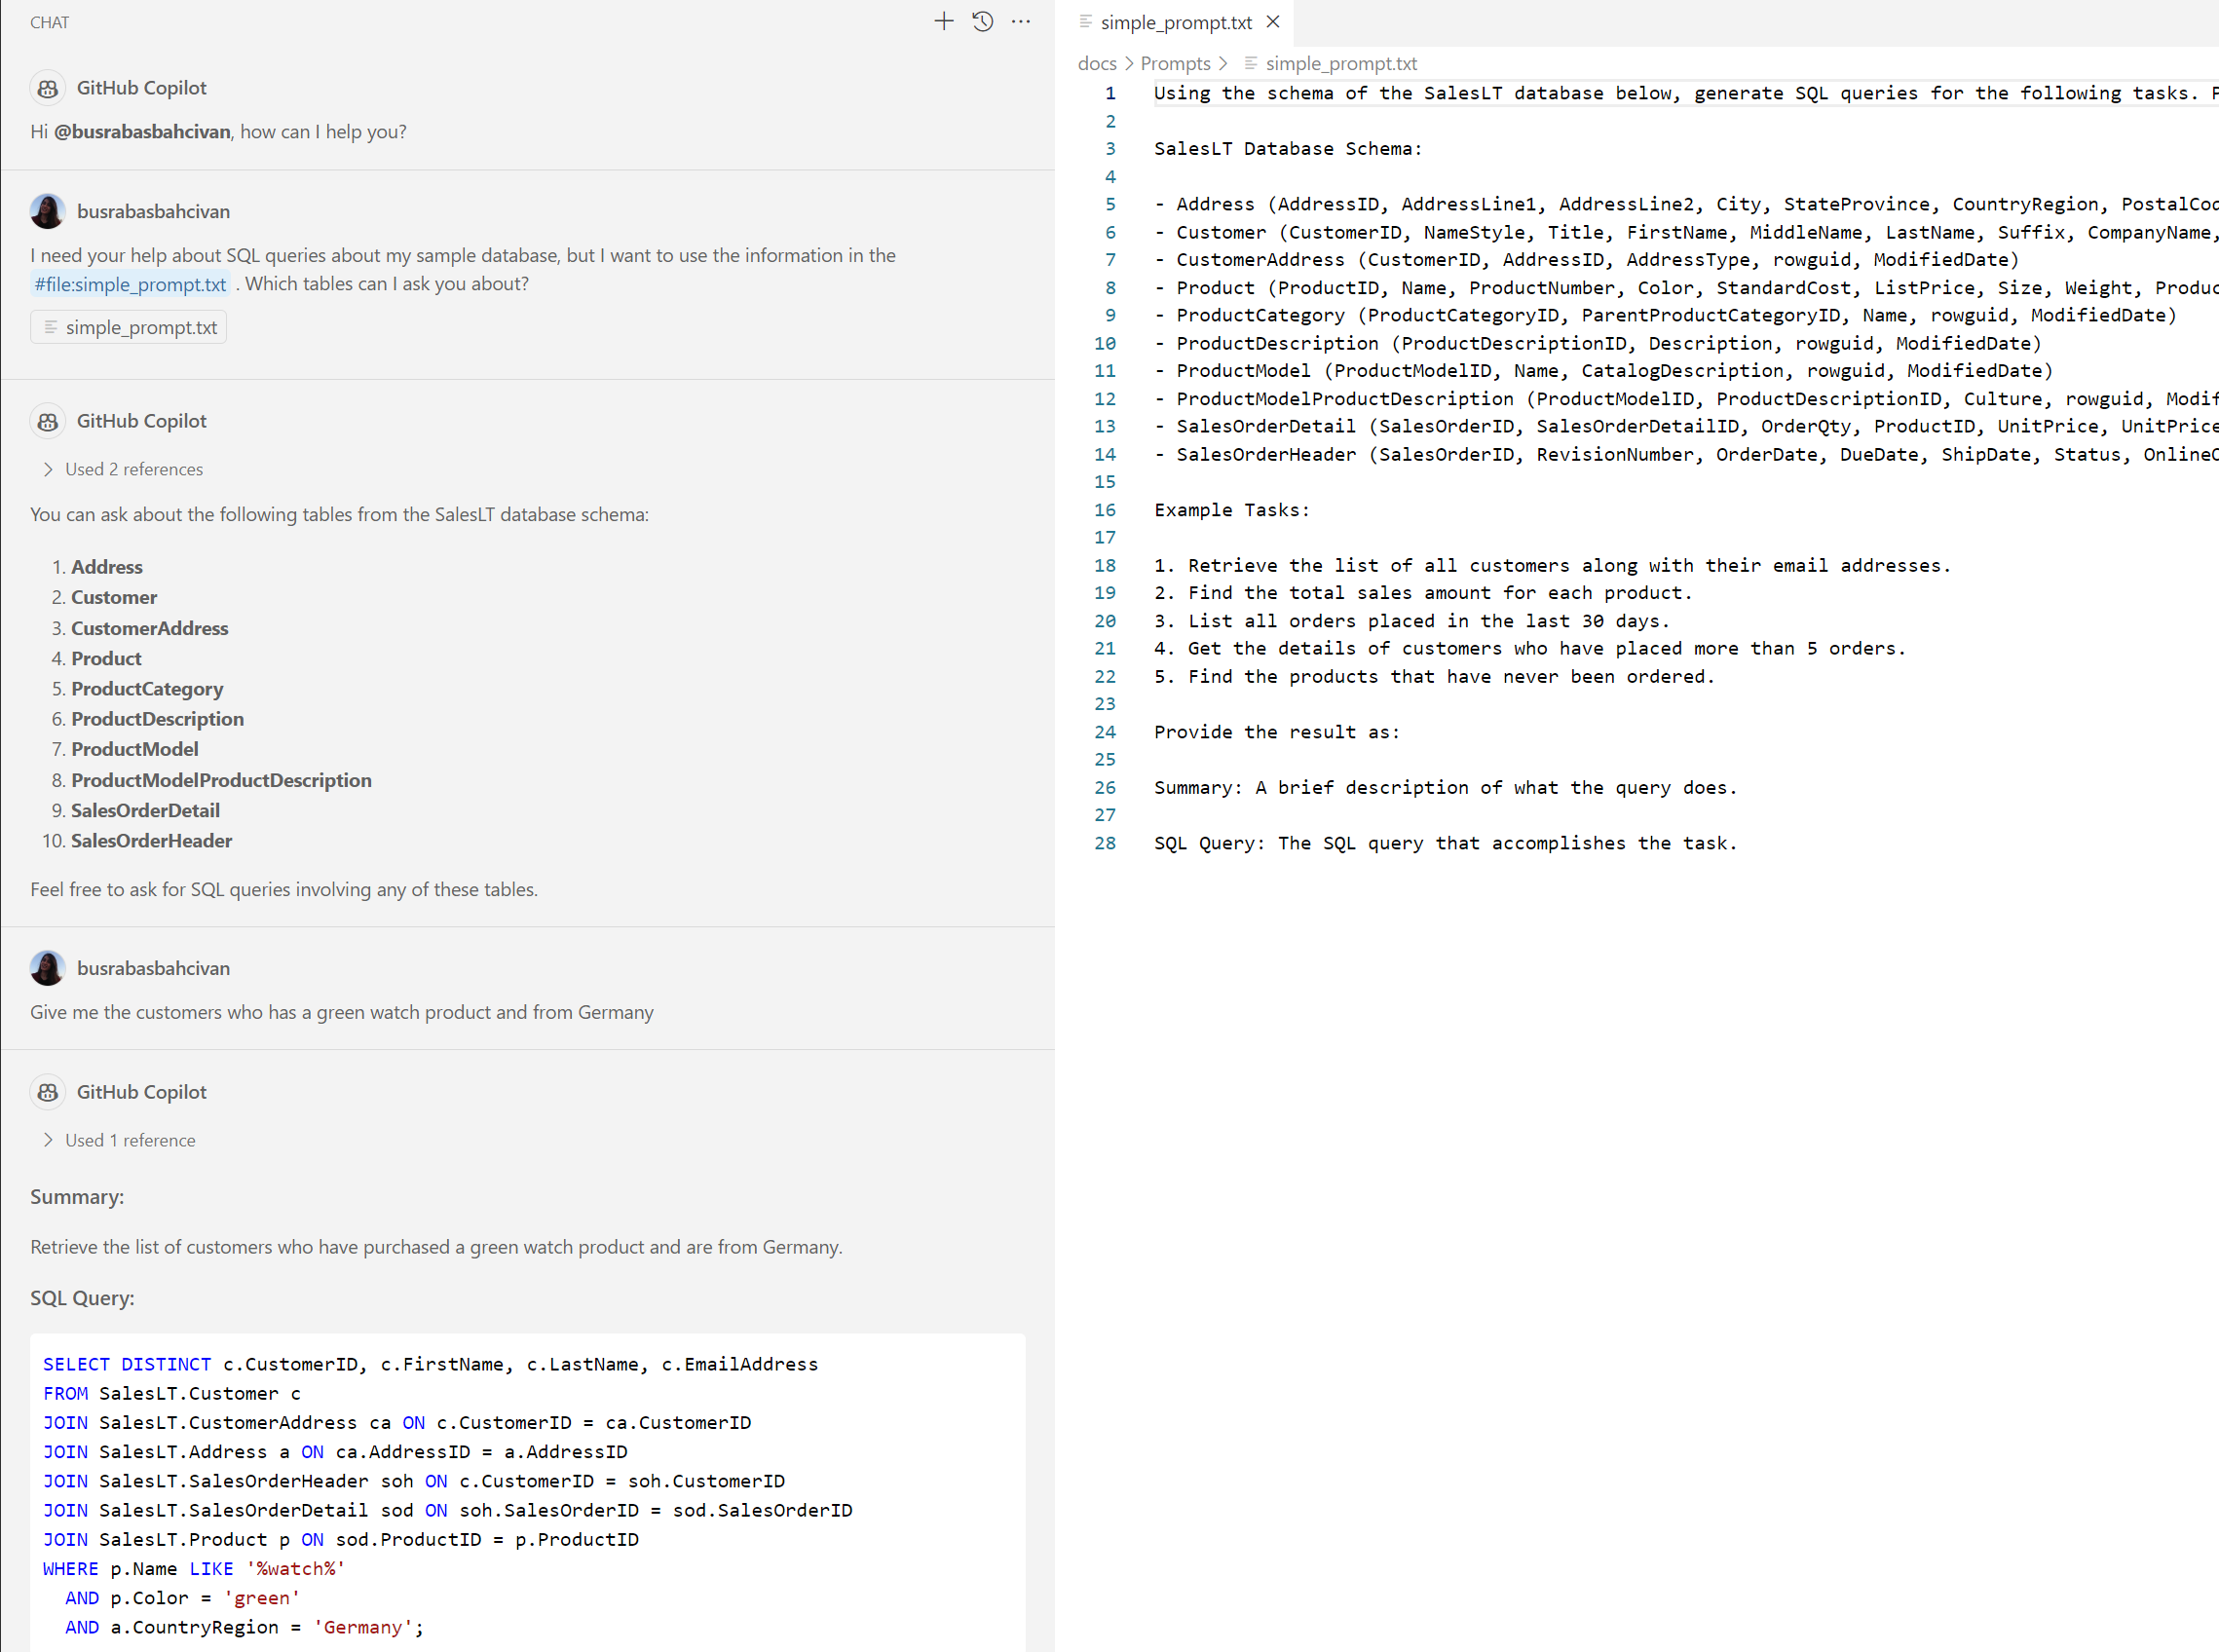 CHAT
GitHub Copilot
Hi @busrabasbahcivan, how can I help you?
busrabasbahcivan
I need your help about SQL queries about my sample database, but I want to use the information in the
#file:simple_prompt.txt . Which tables can I ask you about?
simple_prompt.txt
GitHub Copilot
Used 2 references
You can ask about the following tables from the SalesLT database schema:
1. Address
2. Customer
3. CustomerAddress
4. Product
5. ProductCategory
6. ProductDescription
7. ProductModel
8. ProductModelProductDescription
9. SalesOrderDetail
10. SalesOrderHeader
Feel free to ask for SQL queries involving any of these tables.
busrabasbahcivan
Give me the customers who has a green watch product and from Germany
GitHub Copilot
Used 1 reference
Summary:
Retrieve the list of customers who have purchased a green watch product and are from Germany.
SQL Query:
SELECT DISTINCT c.CustomerID, c.FirstName, c.LastName, c.EmailAddress
FROM SalesLT.Customer c
JOIN SalesLT.CustomerAddress ca ON c.CustomerID = ca.CustomerID
JOIN SalesLT.Address a ON ca.AddressID = a.AddressID
JOIN SalesLT.SalesOrderHeader soh ON c.CustomerID = soh.CustomerID
JOIN SalesLT.SalesOrderDetail sod ON soh.SalesOrderID = sod.SalesOrderID
JOIN SalesLT.Product p ON sod.ProductID = p.ProductID
WHERE p.Name LIKE '%watch%'
AND p.Color = 'green'
AND a.CountryRegion = 'Germany';
simple_prompt.txt
docs > Prompts > simple_prompt.txt
1 Using the schema of the SalesLT database below, generate SQL queries for the following tasks.
2
3 SalesLT Database Schema:
4
5 - Address (AddressID, AddressLine1, AddressLine2, City, StateProvince, CountryRegion, PostalCod
6 - Customer (CustomerID, NameStyle, Title, FirstName, MiddleName, LastName, Suffix, CompanyName,
7 - CustomerAddress (CustomerID, AddressID, AddressType, rowguid, ModifiedDate)
8 - Product (ProductID, Name, ProductNumber, Color, StandardCost, ListPrice, Size, Weight, Produc
9 - ProductCategory (ProductCategoryID, ParentProductCategoryID, Name, rowguid, ModifiedDate)
10 - ProductDescription (ProductDescriptionID, Description, rowguid, ModifiedDate)
11 - ProductModel (ProductModelID, Name, CatalogDescription, rowguid, ModifiedDate)
12 - ProductModelProductDescription (ProductModelID, ProductDescriptionID, Culture, rowguid, Modif
13 - SalesOrderDetail (SalesOrderID, SalesOrderDetailID, OrderQty, ProductID, UnitPrice, UnitPrice
14 - SalesOrderHeader (SalesOrderID, RevisionNumber, OrderDate, DueDate, ShipDate, Status, OnlineO
15
16 Example Tasks:
17
18 1. Retrieve the list of all customers along with their email addresses.
19 2. Find the total sales amount for each product.
20 3. List all orders placed in the last 30 days.
21 4. Get the details of customers who have placed more than 5 orders.
22 5. Find the products that have never been ordered.
23
24 Provide the result as:
25
26 Summary: A brief description of what the query does.
27
28 SQL Query: The SQL query that accomplishes the task.